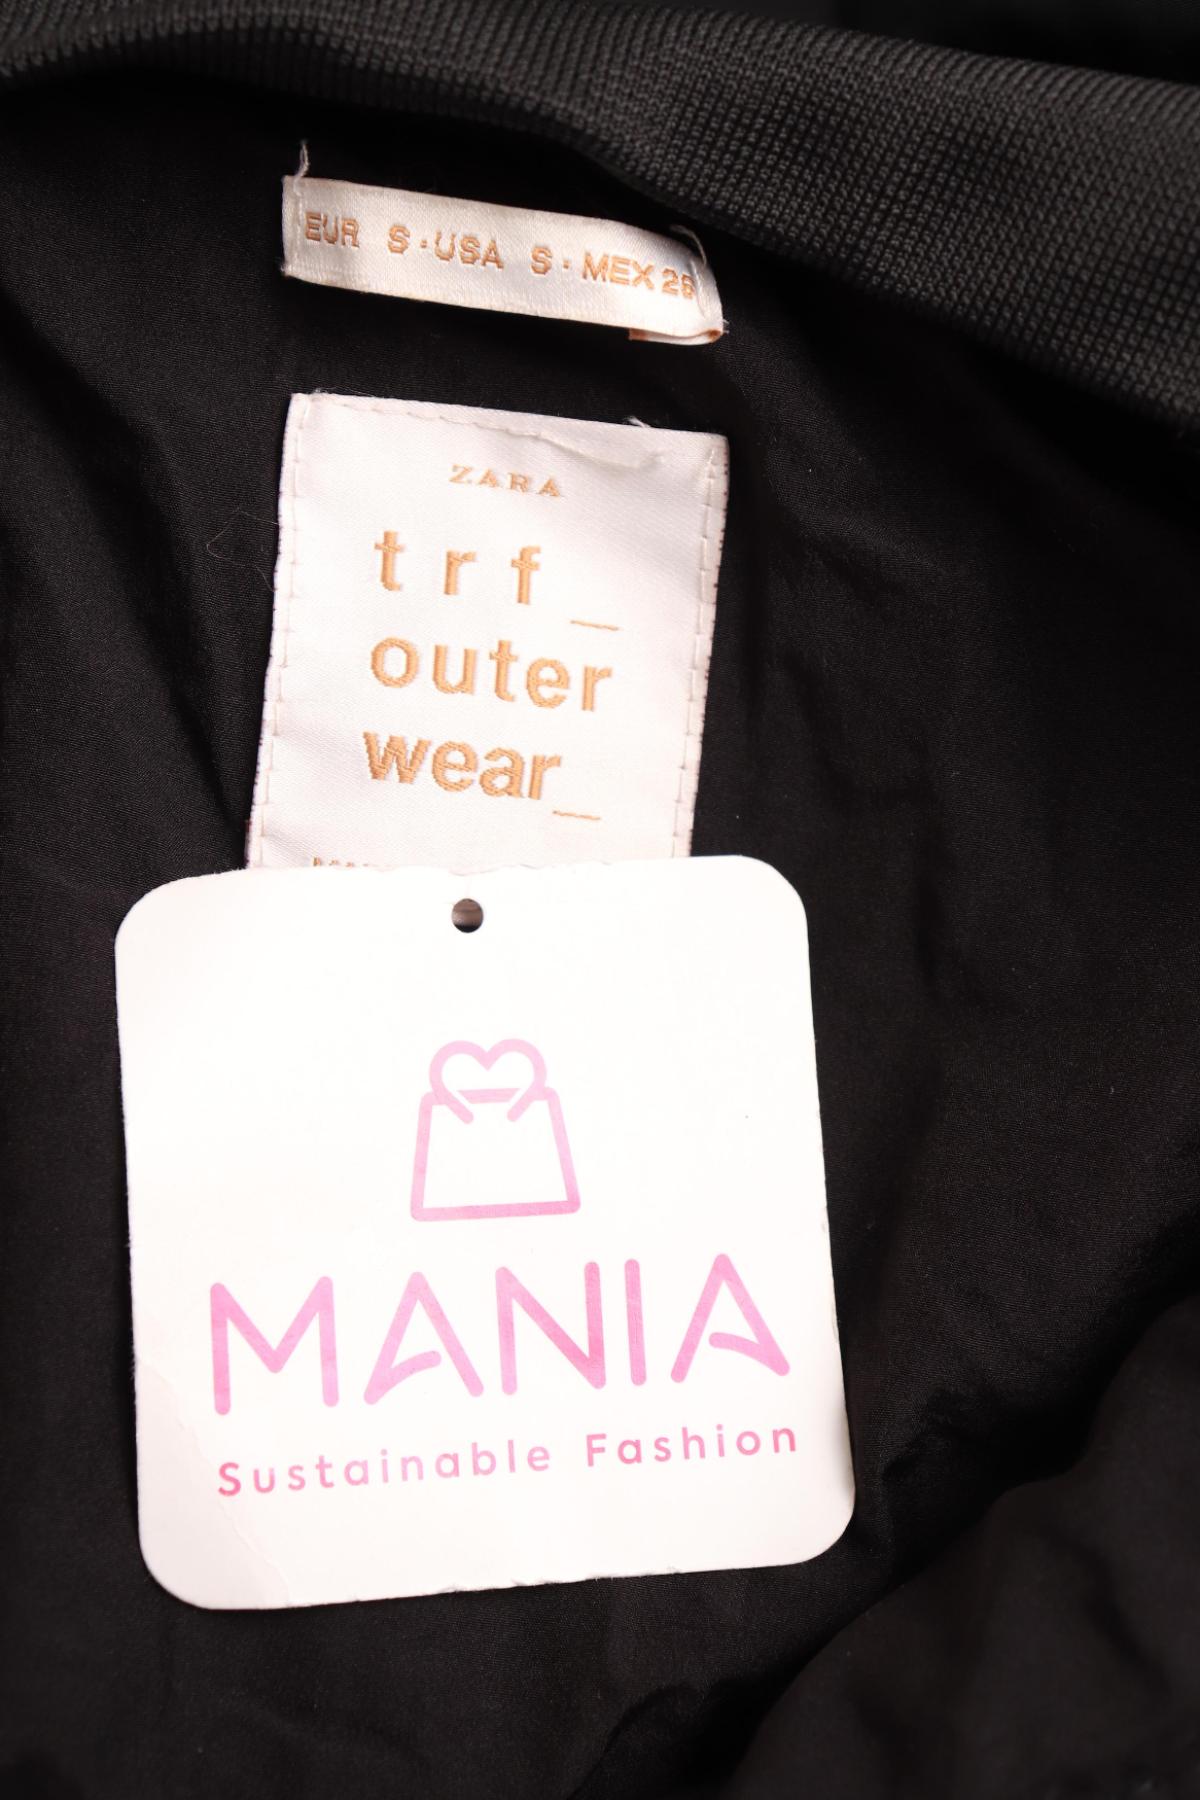 EUR S·USA S·MEX 26
ZARA
trf_
outer
wear_
MANIA
Sustainable Fashion